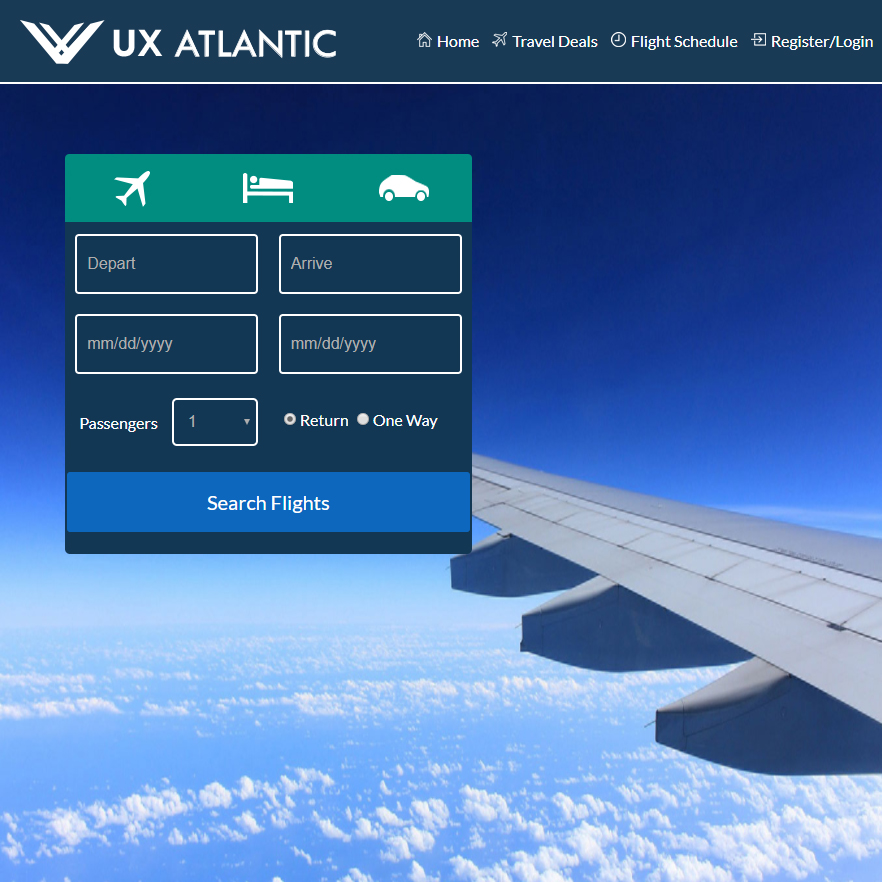 UX ATLANTIC
Home Travel Deals Flight Schedule Register/Login
Depart Arrive
mm/dd/yyyy mm/dd/yyyy
Passengers 1 Return One Way
Search Flights